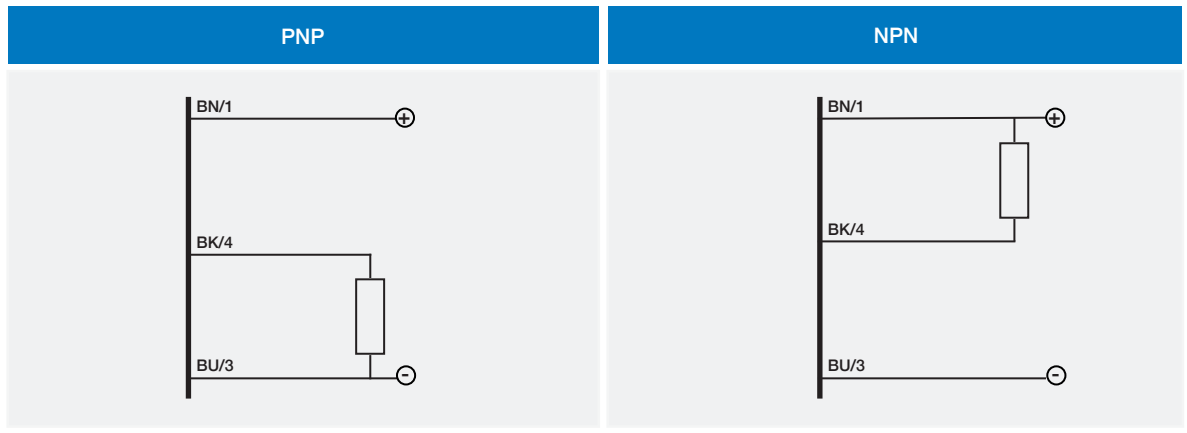 PNP
NPN
BN/1
+
BK/4
BU/3
-
BN/1
+
BK/4
BU/3
-